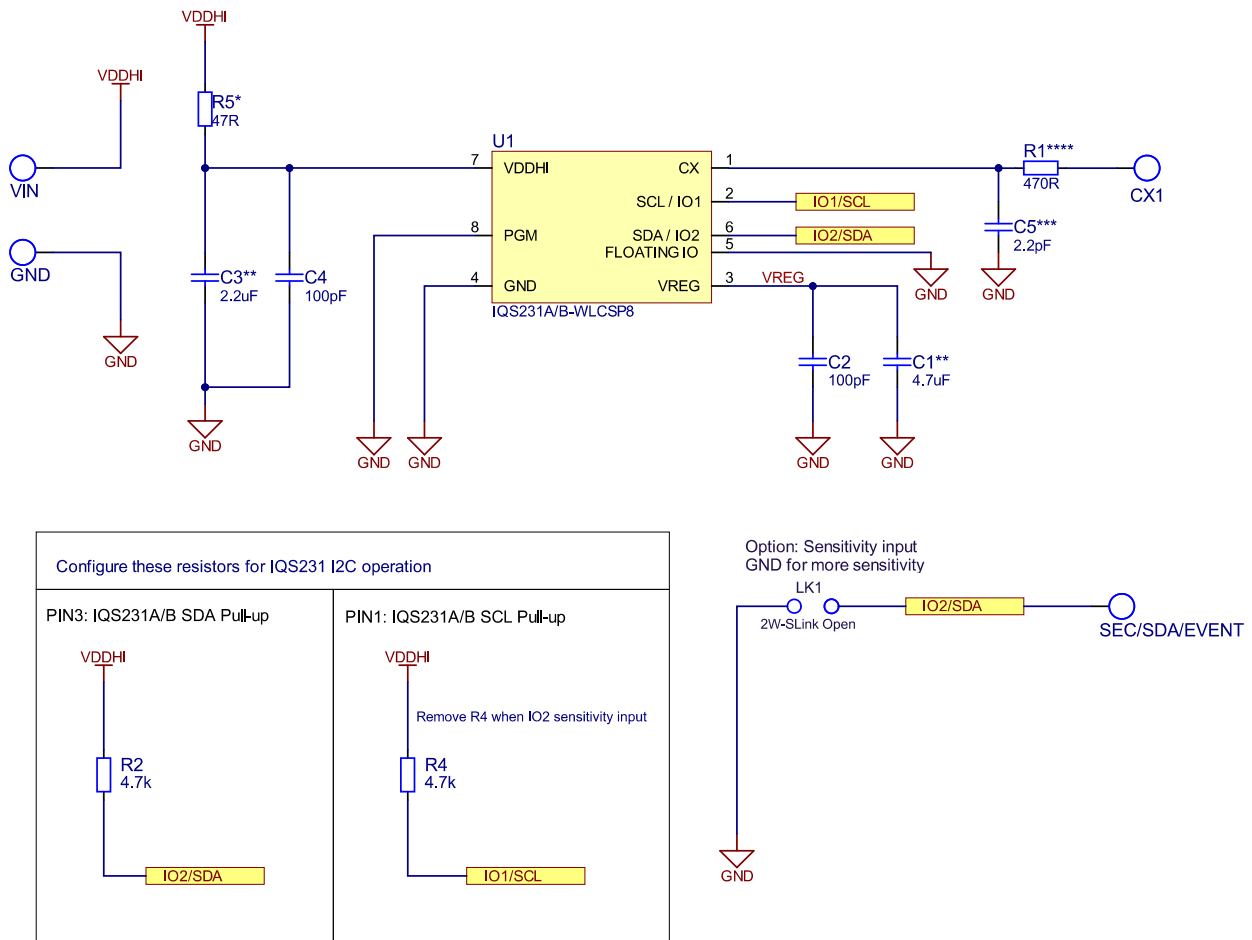 VDDHI
VDDHI
R5*
47R
VIN
GND
GND
C3**
2.2uF
C4
100pF
GND
U1
7
VDDHI
8
PGM
4
GND
CX
1
SCL / IO1
2
SDA / IO2
6
FLOATING IO
5
VREG
3
IQS231A/B-WLCSP8
IO1/SCL
IO2/SDA
VREG
R1****
470R
CX1
C5***
2.2pF
GND
GND
C2
100pF
C1**
4.7uF
GND
GND
GND
GND
Configure these resistors for IQS231 I2C operation
PIN3: IQS231A/B SDA Pull-up
VDDHI
R2
4.7k
IO2/SDA
PIN1: IQS231A/B SCL Pull-up
VDDHI
Remove R4 when IO2 sensitivity input
R4
4.7k
IO1/SCL
Option: Sensitivity input
GND for more sensitivity
LK1
2W-SLink Open
IO2/SDA
SEC/SDA/EVENT
GND